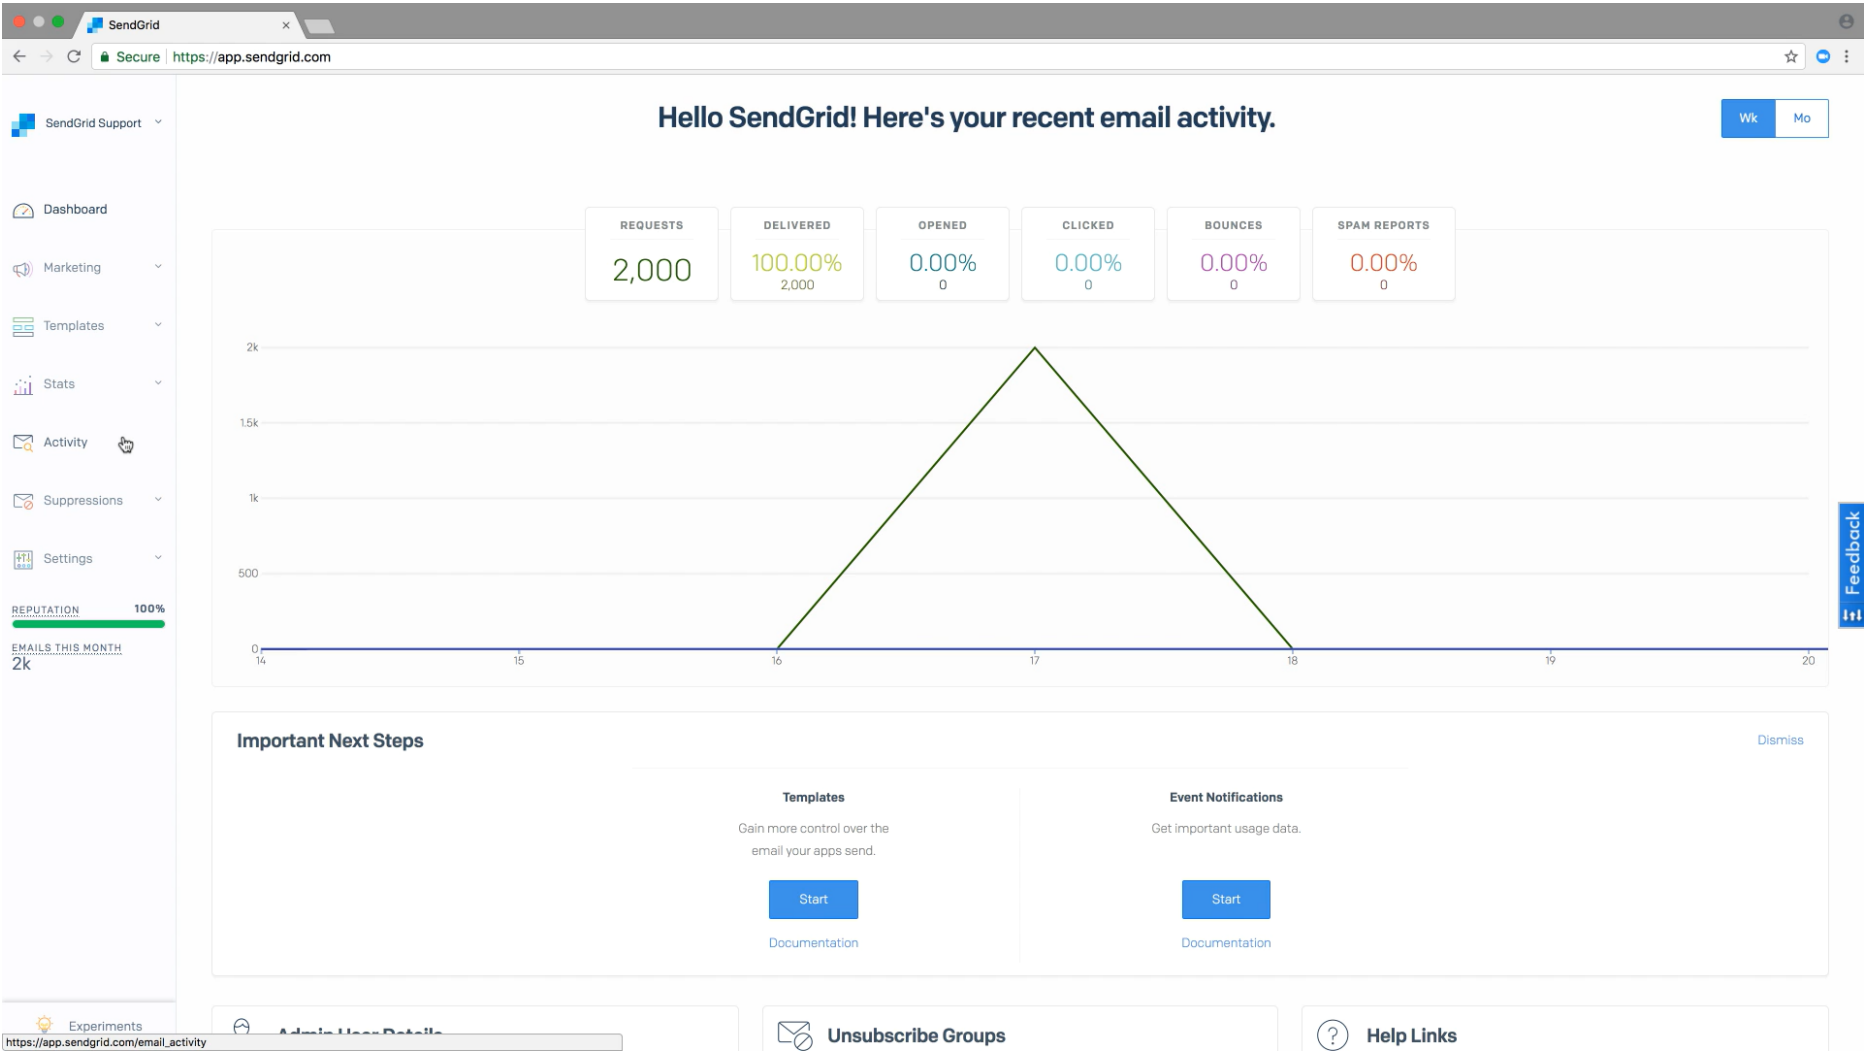 SendGrid
Secure https://app.sendgrid.com
SendGrid Support
Hello SendGrid! Here's your recent email activity.
Wk Mo
Dashboard
Marketing
Templates
Stats
Activity
Suppressions
Settings
REPUTATION 100%
EMAILS THIS MONTH
2k
REQUESTS
2,000
DELIVERED
100.00%
2,000
OPENED
0.00%
0
CLICKED
0.00%
0
BOUNCES
0.00%
0
SPAM REPORTS
0.00%
0
2k
1.5k
1k
500
0
14 15 16 17 18 19 20
Feedback
Important Next Steps
Dismiss
Templates
Gain more control over the
email your apps send.
Start
Documentation
Event Notifications
Get important usage data.
Start
Documentation
Experiments
Admin User Details
Unsubscribe Groups
Help Links
https://app.sendgrid.com/email_activity